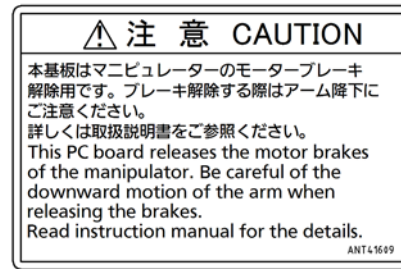 注 意 CAUTION
本基板はマニピュレーターのモーターブレーキ
解除用です。ブレーキ解除する際はアーム降下に
ご注意ください。
詳しくは取扱説明書をご参照ください。
This PC board releases the motor brakes
of the manipulator. Be careful of the
downward motion of the arm when
releasing the brakes.
Read instruction manual for the details.
ANT41609